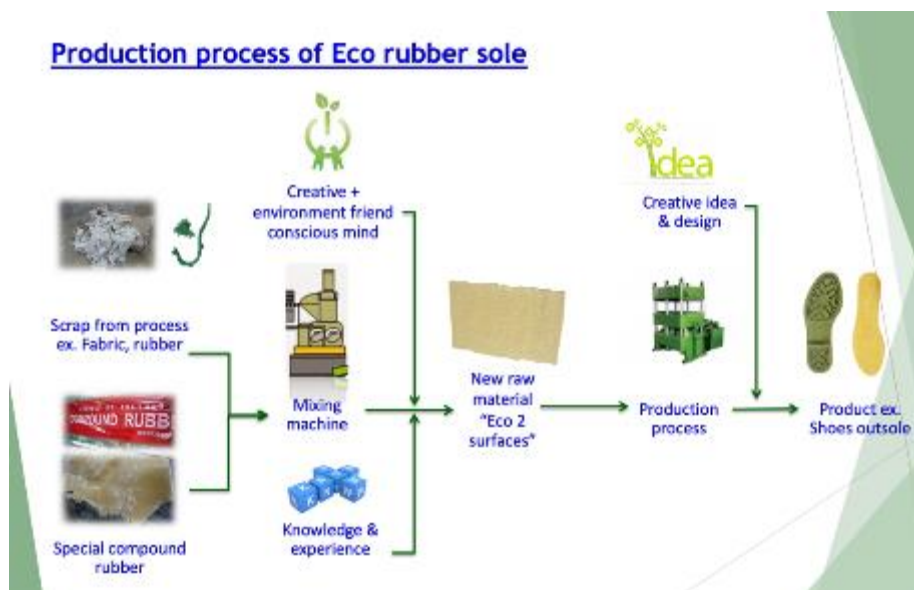 Production process of Eco rubber sole
Creative +
environment friend
conscious mind
idea
Creative idea
& design
Scrap from process
ex. Fabric, rubber
Mixing
machine
New raw
material
"Eco 2
surfaces"
Production
process
Product ex.
Shoes outsole
COMPOUND RUBB
Knowledge &
experience
Special compound
rubber